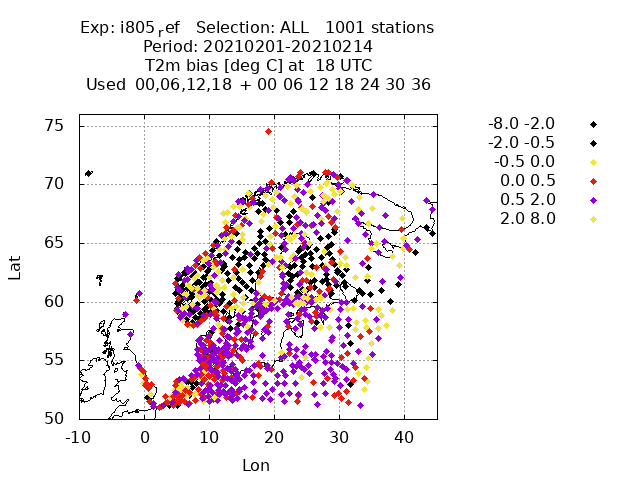 Exp: i805ref Selection: ALL 1001 stations
Period: 20210201-20210214
T2m bias [deg C] at 18 UTC
Used 00,06,12,18 + 00 06 12 18 24 30 36
-8.0 -2.0
-2.0 -0.5
-0.5 0.0
0.0 0.5
0.5 2.0
2.0 8.0
75
70
65
60
55
50
Lat
-10 0 10 20 30 40
Lon